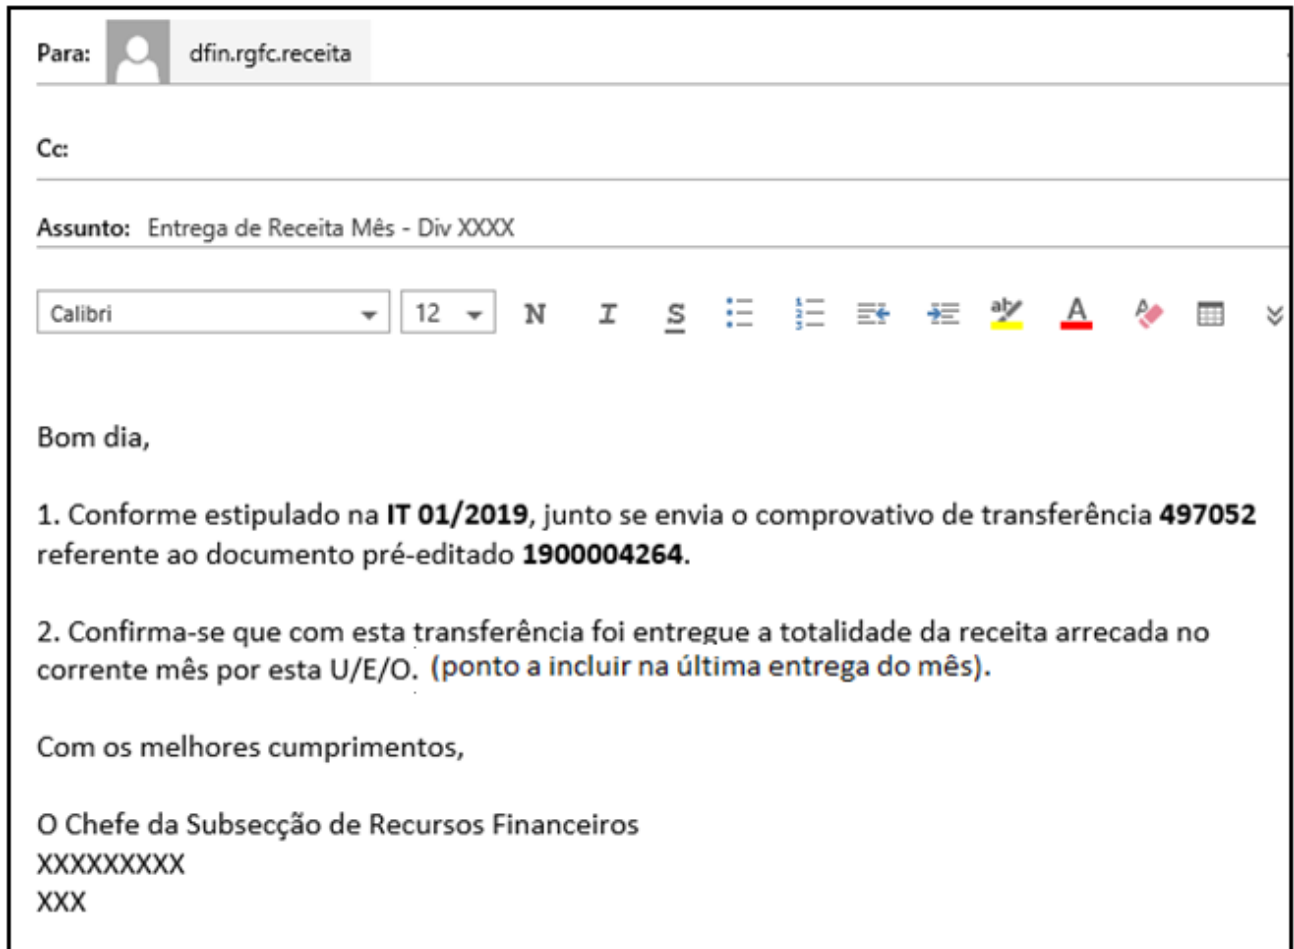 Para: dfin.rgfc.receita
Cc:
Assunto: Entrega de Receita Mês - Div XXXX
Calibri 12 N I S ab A
Bom dia,
1. Conforme estipulado na IT 01/2019, junto se envia o comprovativo de transferência 497052
referente ao documento pré-editado 1900004264.
2. Confirma-se que com esta transferência foi entregue a totalidade da receita arrecada no
corrente mês por esta U/E/O. (ponto a incluir na última entrega do mês).
Com os melhores cumprimentos,
O Chefe da Subsecção de Recursos Financeiros
XXXXXXXXX
XXX